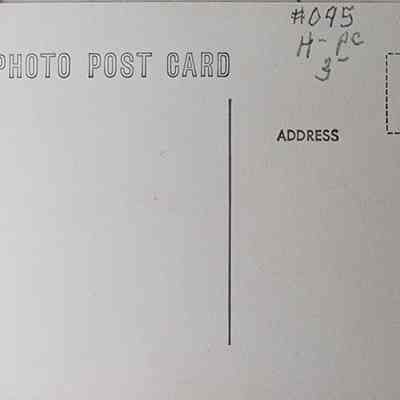 #095
H- PC
3-
PHOTO POST CARD
ADDRESS